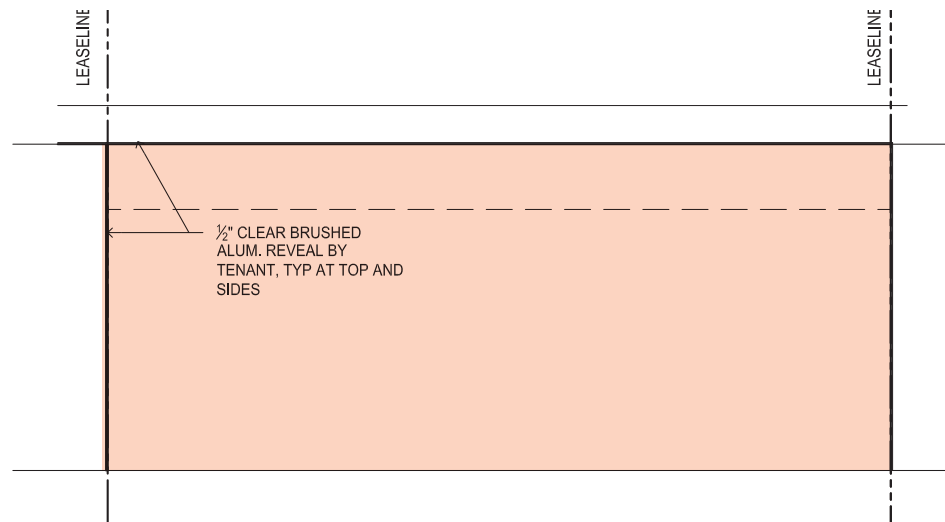 LEASELINE
LEASELINE
½" CLEAR BRUSHED
ALUM. REVEAL BY
TENANT, TYP AT TOP AND
SIDES